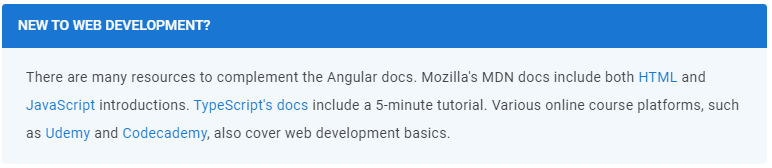 NEW TO WEB DEVELOPMENT?
There are many resources to complement the Angular docs. Mozilla's MDN docs include both HTML and
JavaScript introductions. TypeScript's docs include a 5-minute tutorial. Various online course platforms, such
as Udemy and Codecademy, also cover web development basics.